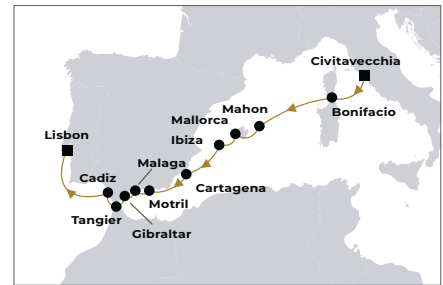 Civitavecchia
Mahon
Mallorca
Bonifacio
Lisbon
Ibiza
Malaga
Cadiz
Cartagena
Motril
Tangier
Gibraltar